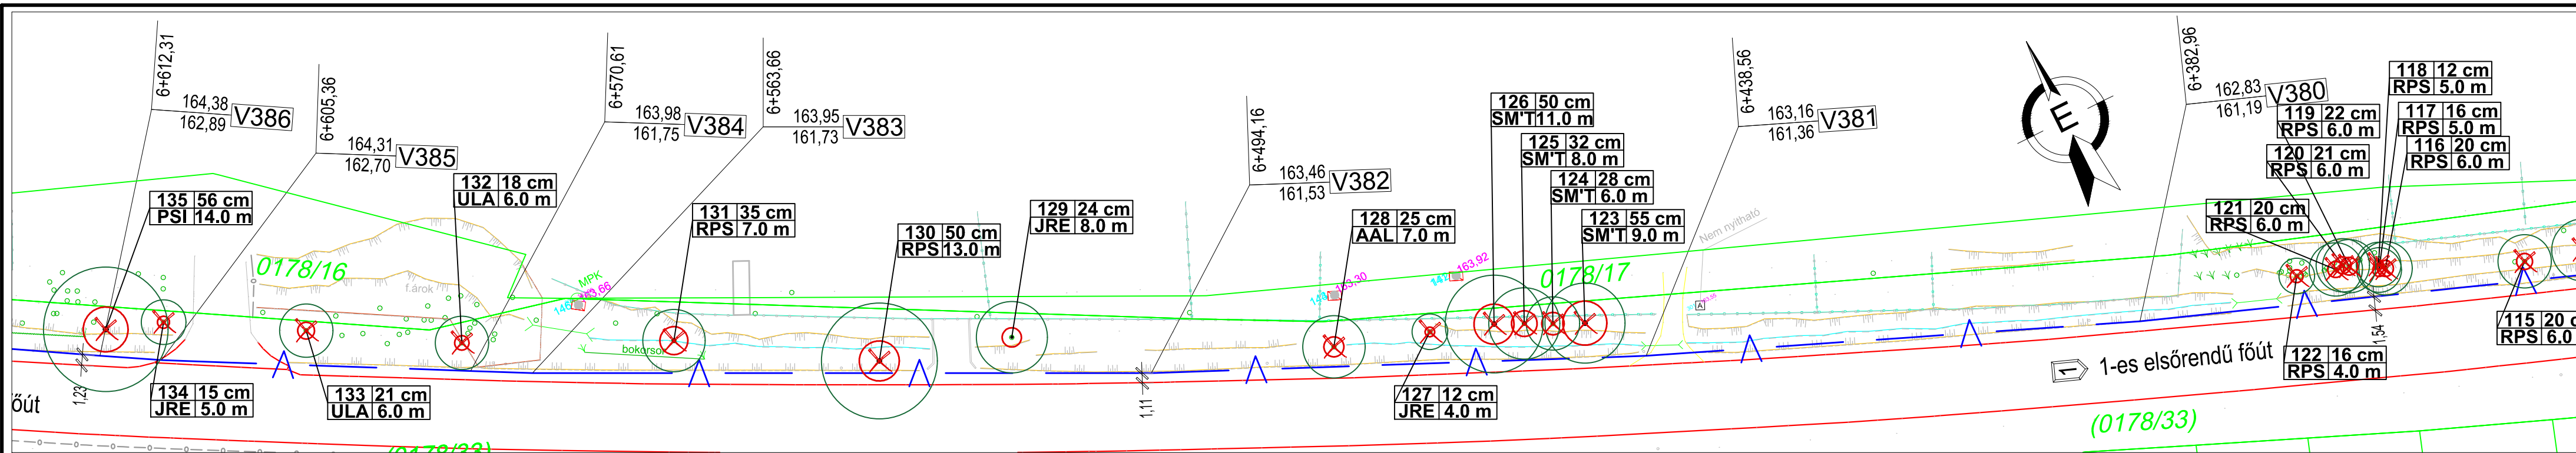 6+612,31
164,38
162,89
V386
6+605,36
164,31
162,70
V385
6+570,61
163,98
161,75
V384
6+563,66
163,95
161,73
V383
6+494,16
163,46
161,53
V382
6+438,56
163,16
161,36
V381
6+382,96
162,83
161,19
V380
É
135 56 cm
PSI 14.0 m
134 15 cm
JRE 5.0 m
133 21 cm
ULA 6.0 m
132 18 cm
ULA 6.0 m
131 35 cm
RPS 7.0 m
130 50 cm
RPS 13.0 m
129 24 cm
JRE 8.0 m
128 25 cm
AAL 7.0 m
127 12 cm
JRE 4.0 m
126 50 cm
SM'T 11.0 m
125 32 cm
SM'T 8.0 m
124 28 cm
SM'T 6.0 m
123 55 cm
SM'T 9.0 m
122 16 cm
RPS 4.0 m
121 20 cm
RPS 6.0 m
120 21 cm
RPS 6.0 m
119 22 cm
RPS 6.0 m
118 12 cm
RPS 5.0 m
117 16 cm
RPS 5.0 m
116 20 cm
RPS 6.0 m
115 20 c
RPS 6.0
0178/16
f.árok
MPK
bokorsor
163,92
0178/17
Nem nyitható
A
1,23
1,11
1,54
1
1-es elsőrendű főút
(0178/33)
főút
(0178/33)